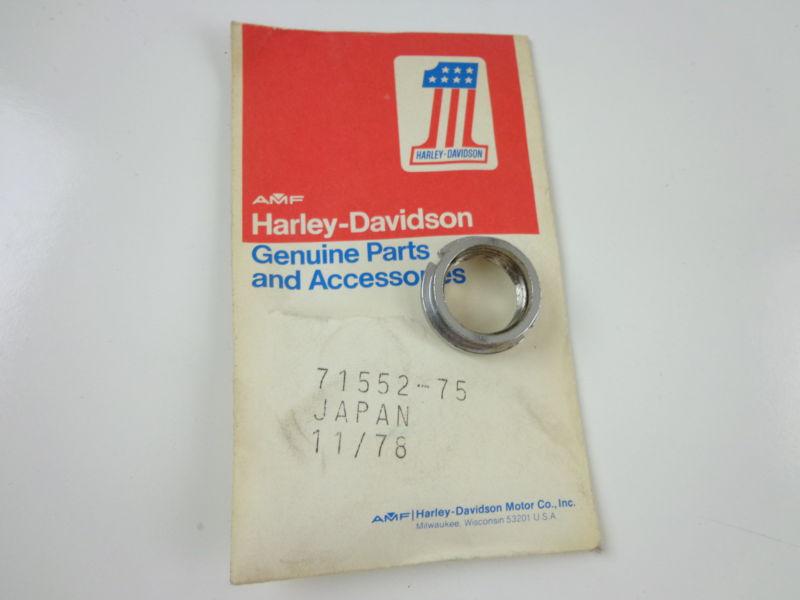 1
HARLEY-DAVIDSON
AMF
Harley-Davidson
Genuine Parts
and Accessories
71552-75
JAPAN
11/78
AMF | Harley-Davidson Motor Co., Inc.
Milwaukee, Wisconsin 53201 U.S.A.